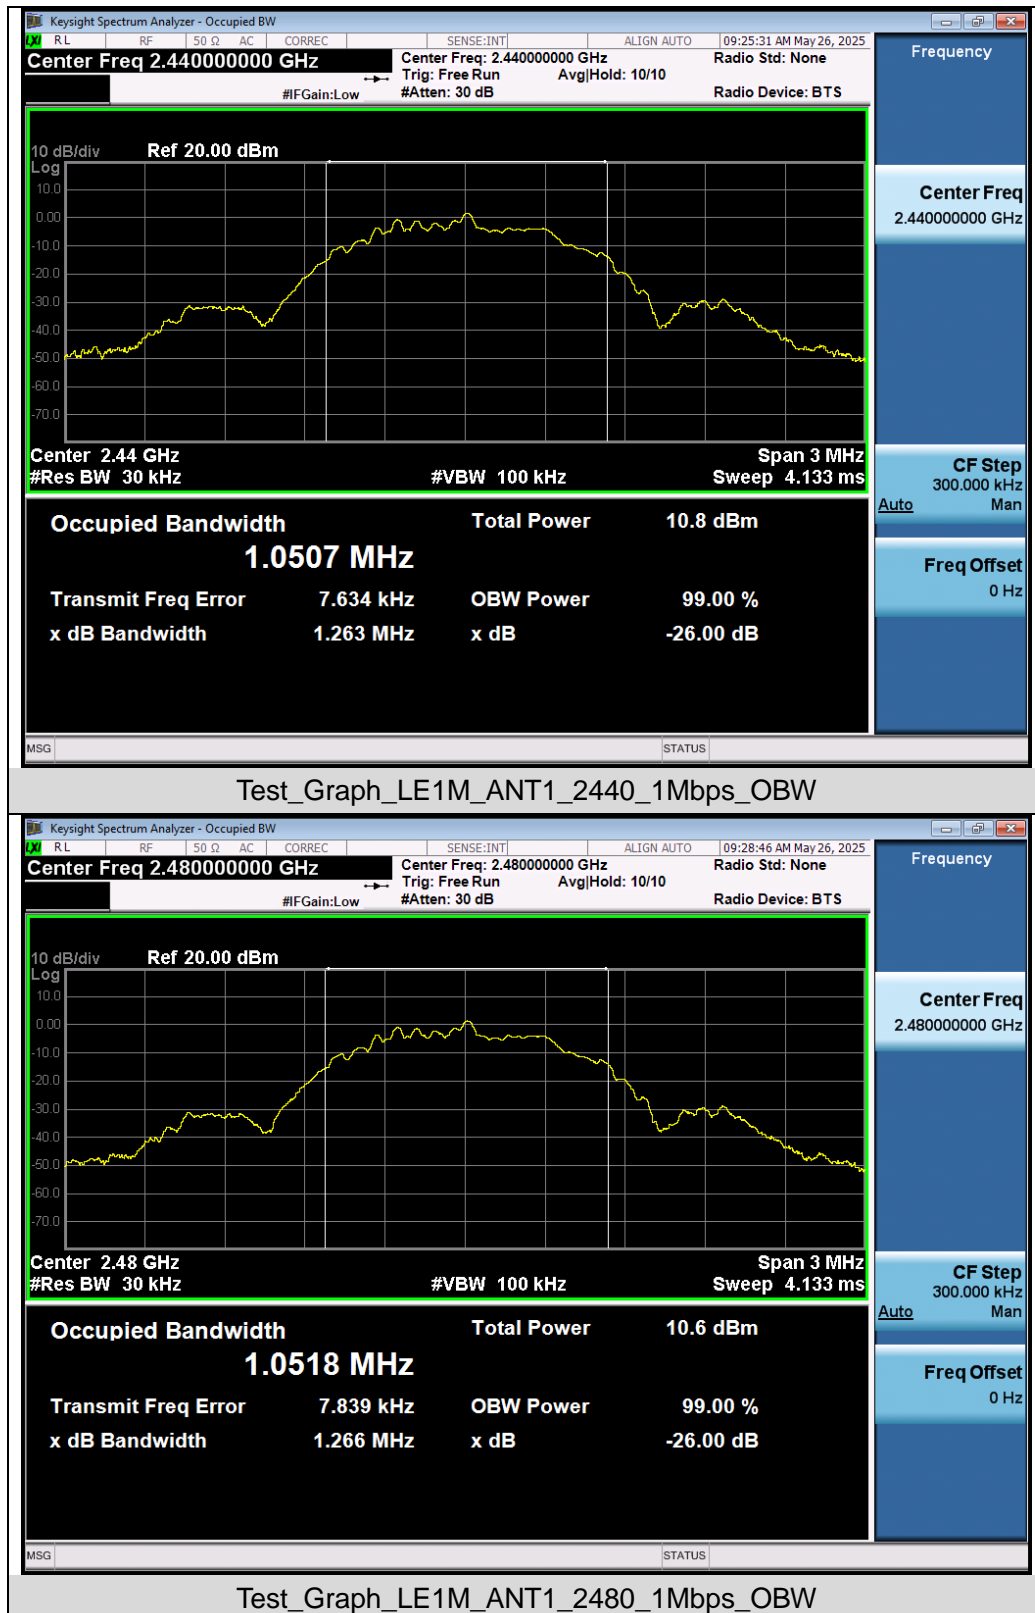 Keysight Spectrum Analyzer - Occupied BW
LXI RL RF 50 Ω AC CORREC SENSE:INT ALIGN AUTO 09:25:31 AM May 26, 2025
Center Freq 2.440000000 GHz
Center Freq: 2.440000000 GHz
Radio Std: None
Trig: Free Run Avg|Hold: 10/10
#IFGain:Low
#Atten: 30 dB
Radio Device: BTS
Frequency
10 dB/div Ref 20.00 dBm
Log
10.0
0.00
-10.0
-20.0
-30.0
-40.0
-50.0
-60.0
-70.0
Center Freq
2.440000000 GHz
Center 2.44 GHz Span 3 MHz
#Res BW 30 kHz #VBW 100 kHz Sweep 4.133 ms
CF Step
300.000 kHz
Auto Man
Occupied Bandwidth Total Power 10.8 dBm
1.0507 MHz
Freq Offset
0 Hz
Transmit Freq Error 7.634 kHz OBW Power 99.00 %
x dB Bandwidth 1.263 MHz x dB -26.00 dB
MSG STATUS
Test_Graph_LE1M_ANT1_2440_1Mbps_OBW
Keysight Spectrum Analyzer - Occupied BW
LXI RL RF 50 Ω AC CORREC SENSE:INT ALIGN AUTO 09:28:46 AM May 26, 2025
Center Freq 2.480000000 GHz
Center Freq: 2.480000000 GHz
Radio Std: None
Trig: Free Run Avg|Hold: 10/10
#IFGain:Low
#Atten: 30 dB
Radio Device: BTS
Frequency
10 dB/div Ref 20.00 dBm
Log
10.0
0.00
-10.0
-20.0
-30.0
-40.0
-50.0
-60.0
-70.0
Center Freq
2.480000000 GHz
Center 2.48 GHz Span 3 MHz
#Res BW 30 kHz #VBW 100 kHz Sweep 4.133 ms
CF Step
300.000 kHz
Auto Man
Occupied Bandwidth Total Power 10.6 dBm
1.0518 MHz
Freq Offset
0 Hz
Transmit Freq Error 7.839 kHz OBW Power 99.00 %
x dB Bandwidth 1.266 MHz x dB -26.00 dB
MSG STATUS
Test_Graph_LE1M_ANT1_2480_1Mbps_OBW